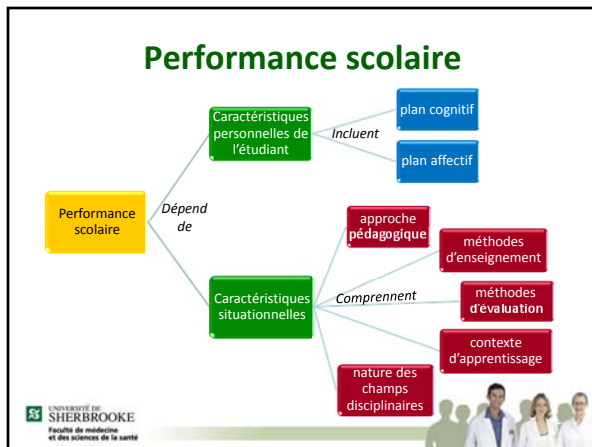 Performance scolaire
Caractéristiques
personnelles de
l'étudiant
Incluent
plan cognitif
plan affectif
Performance
scolaire
Dépend
de
Caractéristiques
situationnelles
Comprennent
approche
pédagogique
méthodes
d'enseignement
méthodes
d'évaluation
contexte
d'apprentissage
nature des
champs
disciplinaires
UNIVERSITÉ DE
SHERBROOKE
Faculté de médecine
et des sciences de la santé